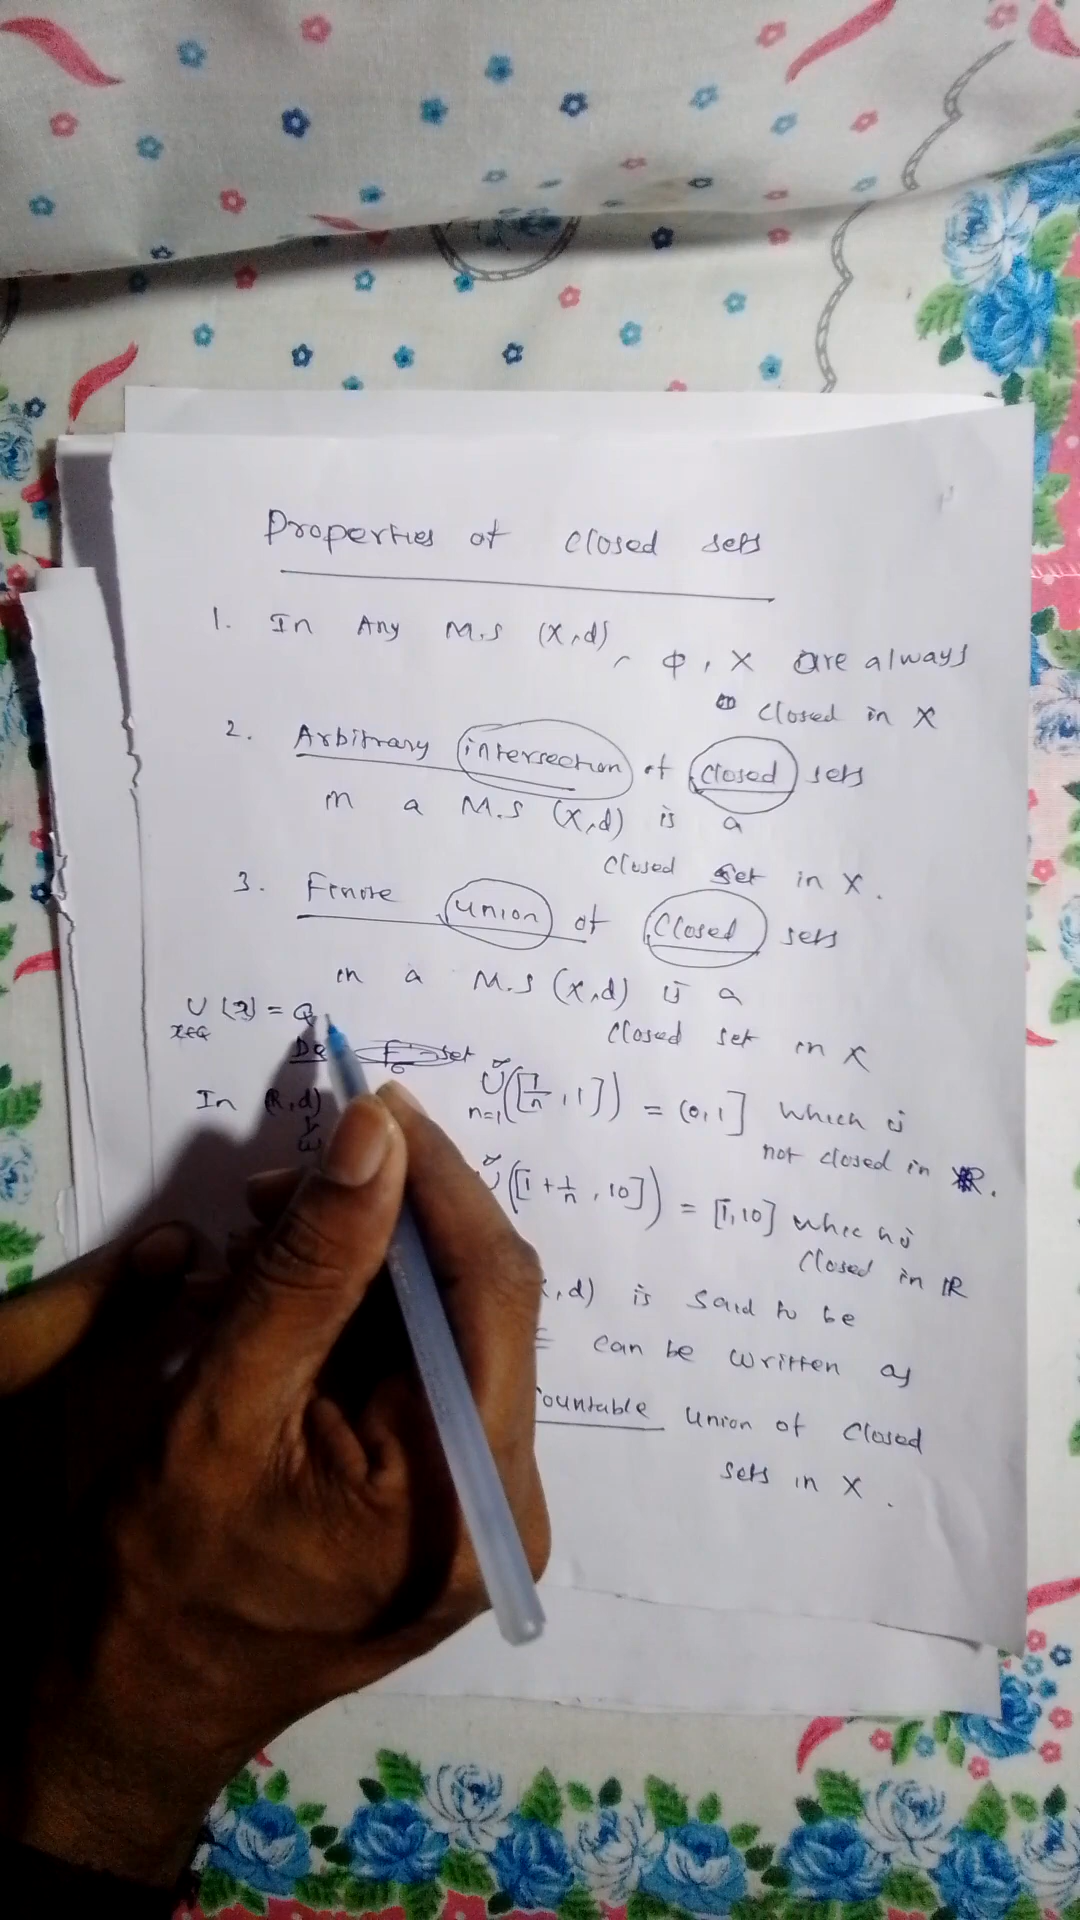 Properties of closed sets
1. In Any M.S (X,d), φ, X are always
closed in X
2. Arbitrary intersection of closed sets
in a M.S (X,d) is a
closed set in X.
3. Finite union of closed sets
in a M.S (X,d) is a
closed set in X
∪ {x} = Q
x∈Q
set
In (R,d)
∪ n=1 ([1/n, 1]) = (0,1] which is
not closed in R.
∪ ([1 + 1/n, 10]) = [1,10] which is
closed in R
,d) is said to be
can be written as
ountable union of closed
sets in X.